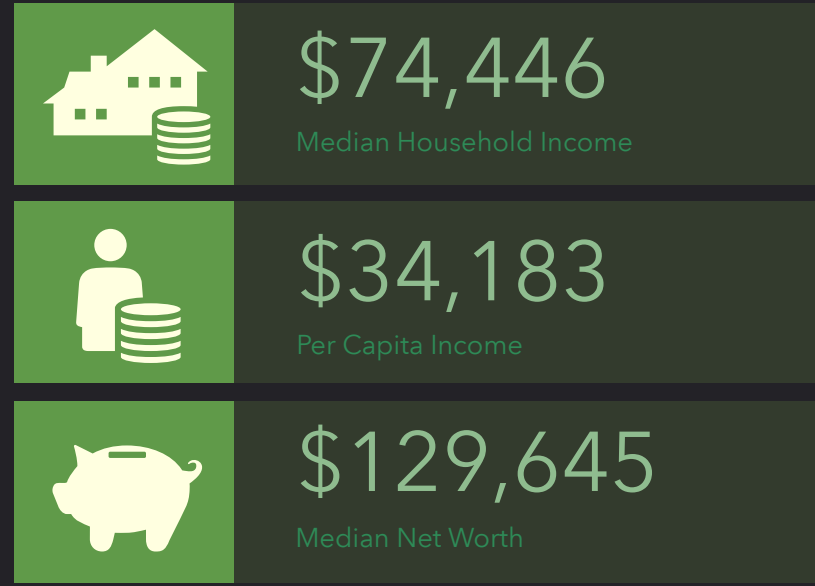 $74,446
Median Household Income
$34,183
Per Capita Income
$129,645
Median Net Worth